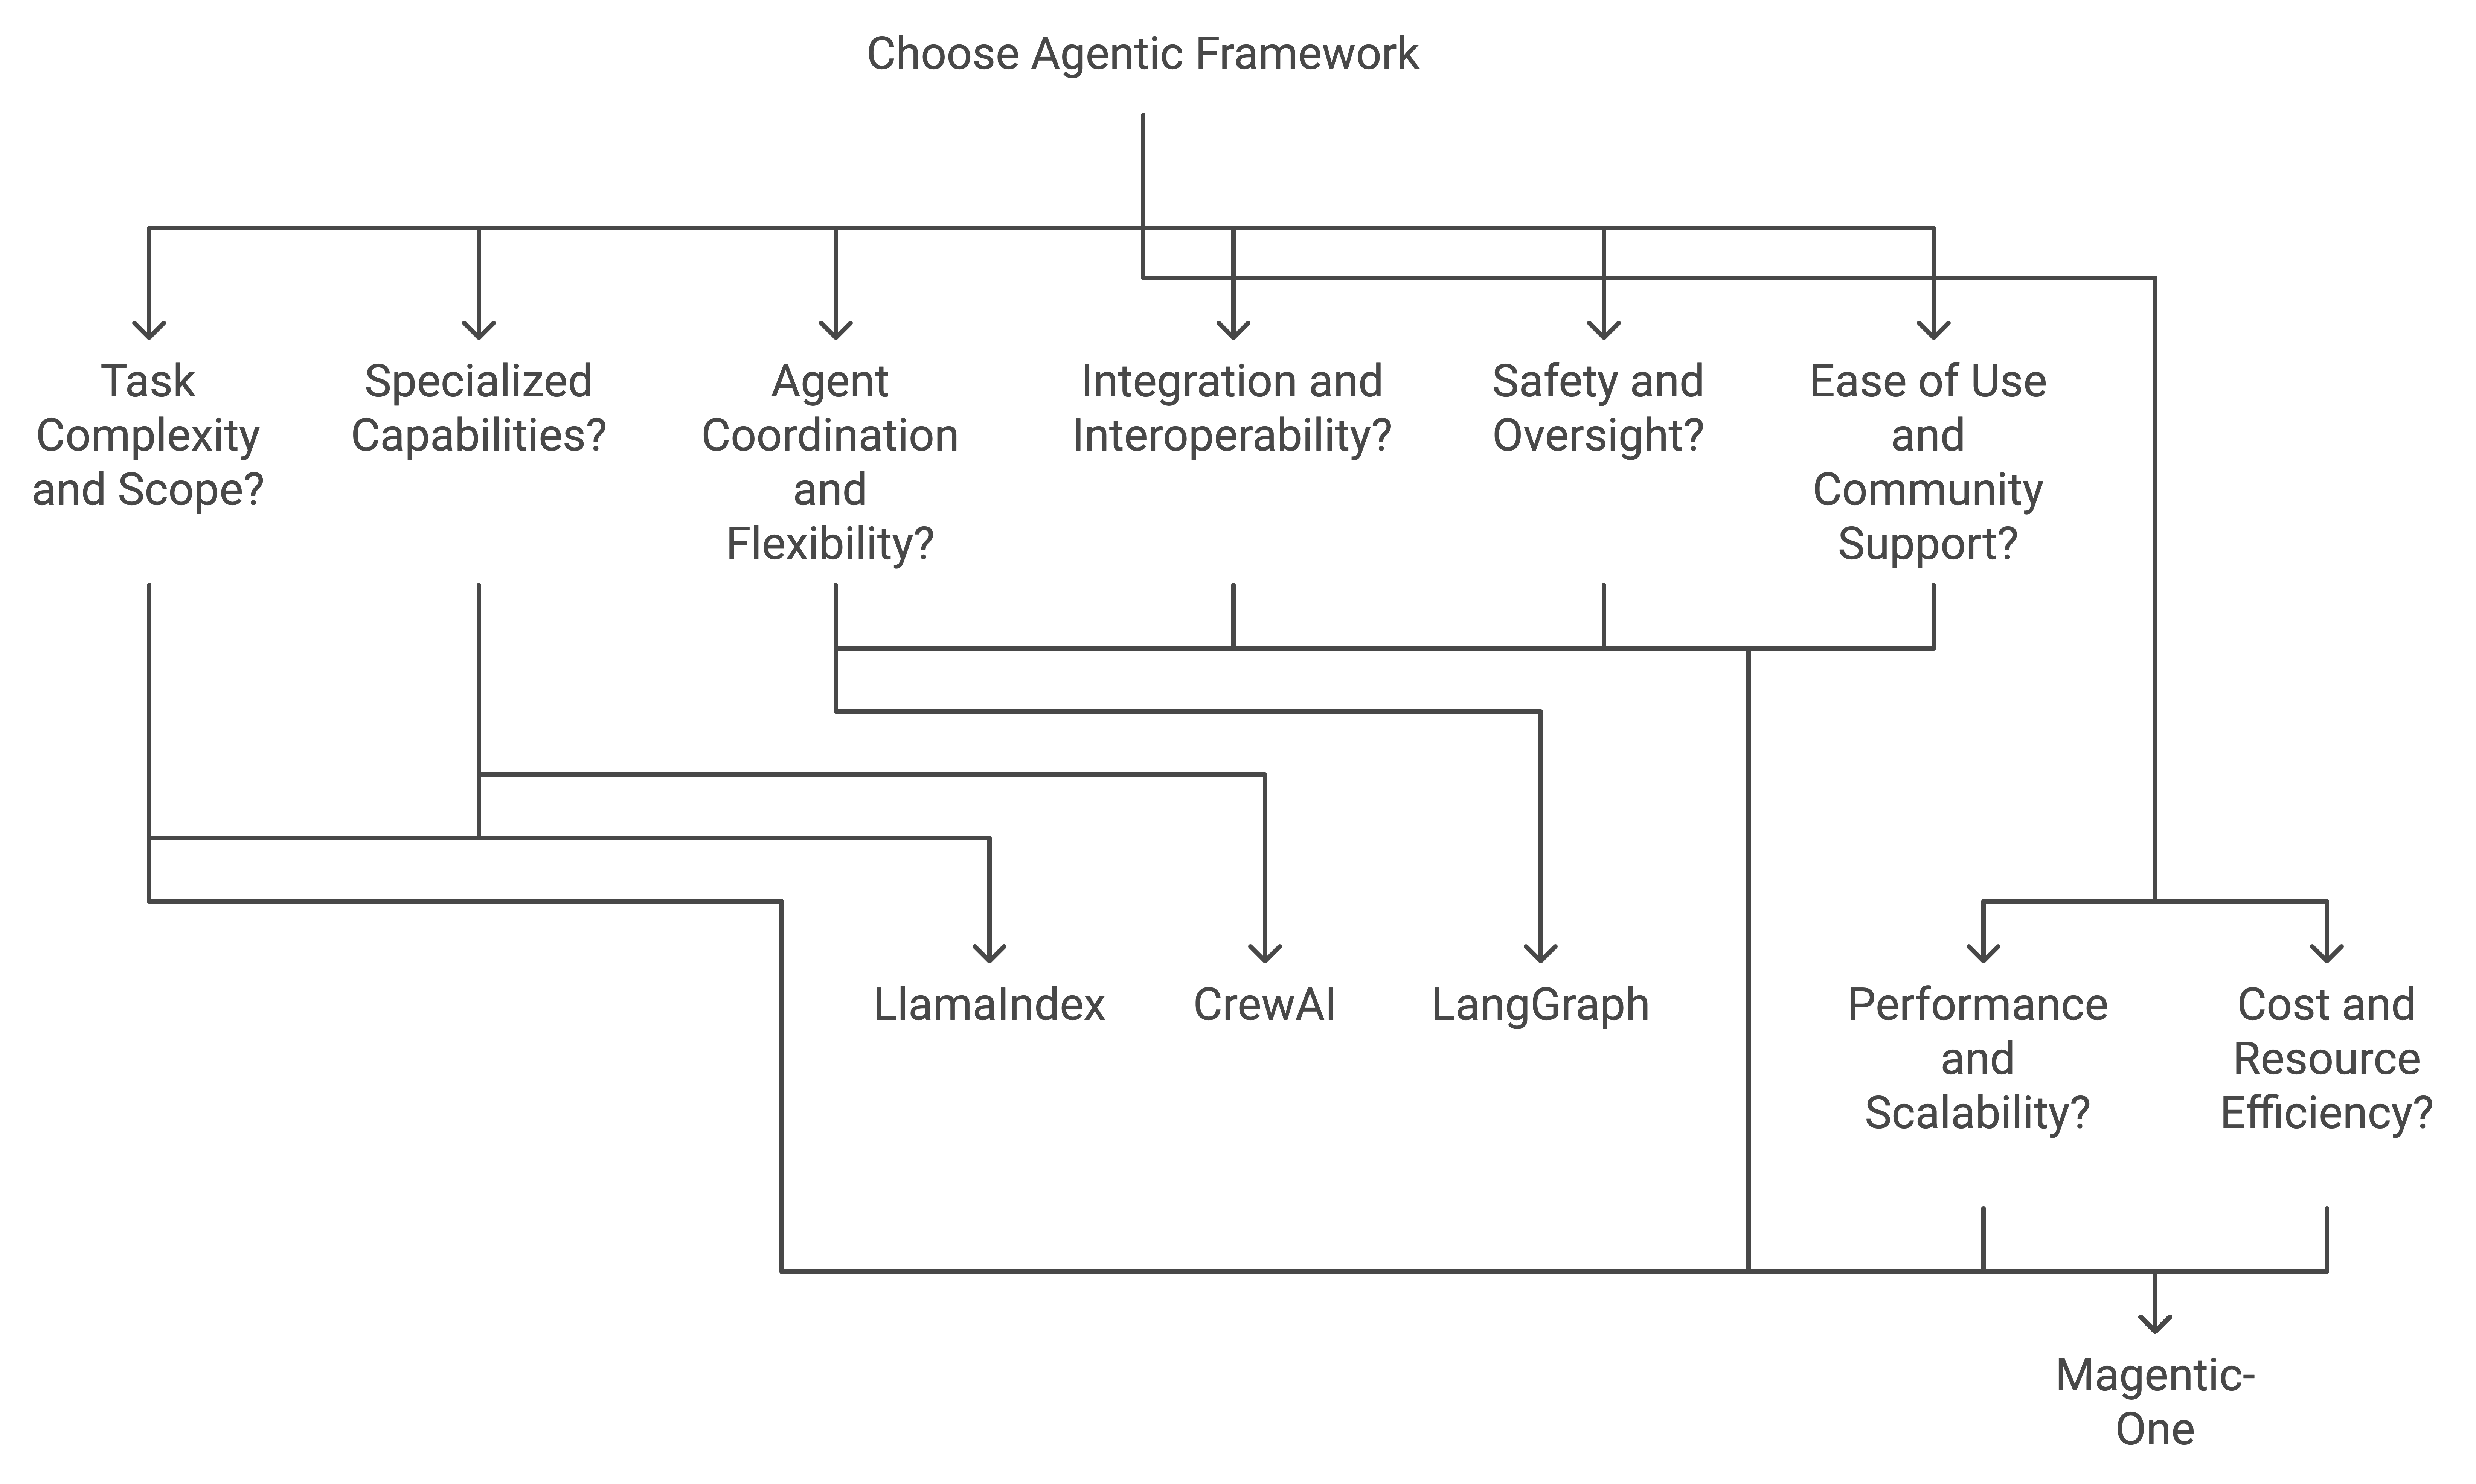 Choose Agentic Framework
Task
Complexity
and Scope?
Specialized
Capabilities?
Agent
Coordination
and
Flexibility?
Integration and
Interoperability?
Safety and
Oversight?
Ease of Use
and
Community
Support?
LlamaIndex
CrewAI
LangGraph
Performance
and
Scalability?
Cost and
Resource
Efficiency?
Magentic-
One